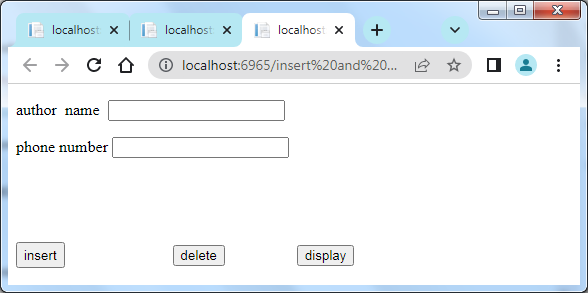 localhost: localhost: localhost:
localhost:6965/insert%20and%20...
author name
phone number
insert delete display